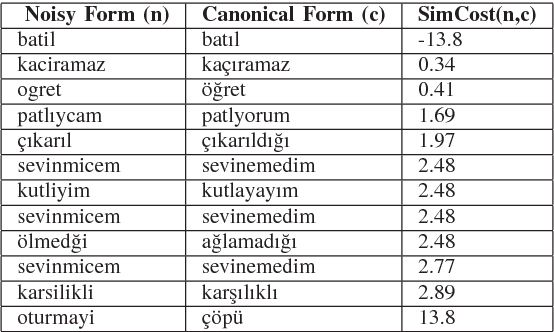 Noisy Form (n) Canonical Form (c) SimCost(n,c)
batil batıl -13.8
kaciramaz kaçıramaz 0.34
ogret öğret 0.41
patlıycam patlyorum 1.69
çıkarıl çıkarıldığı 1.97
sevinmicem sevinemedim 2.48
kutliyim kutlayayım 2.48
sevinmicem sevinemedim 2.48
ölmedği ağlamadığı 2.48
sevinmicem sevinemedim 2.77
karsilikli karşılıklı 2.89
oturmayi çöpü 13.8